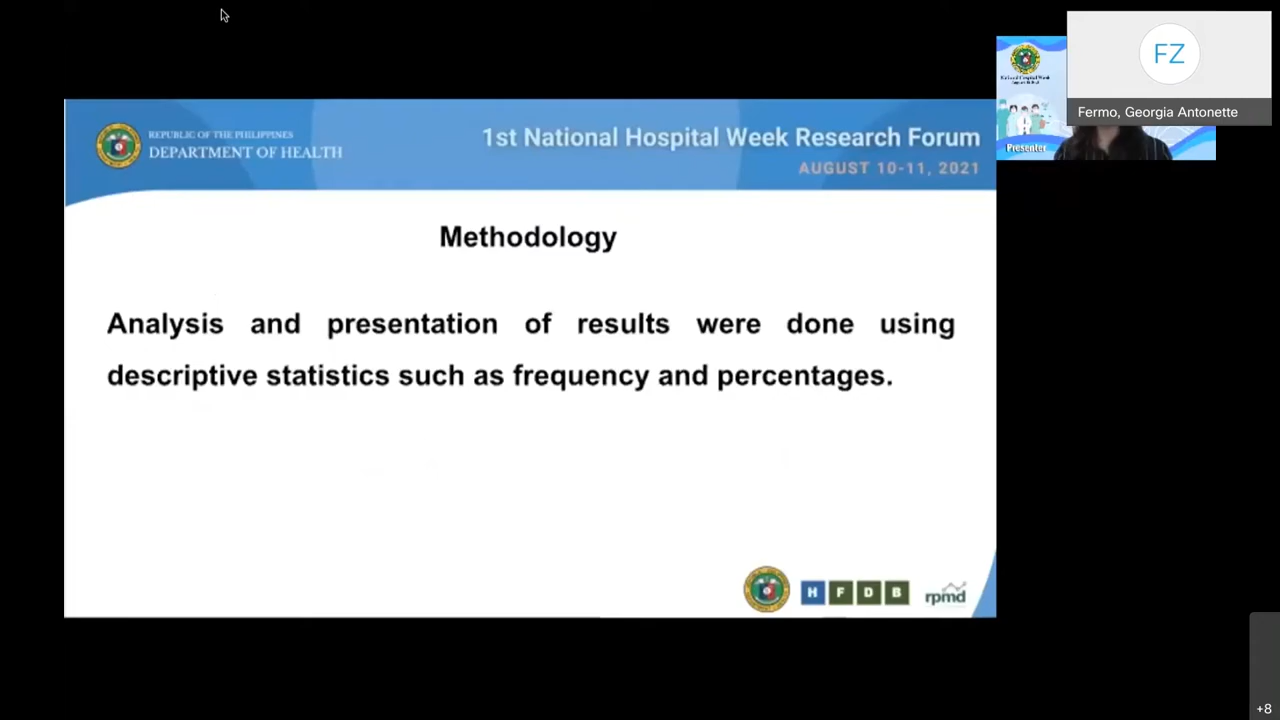 FZ
Fermo, Georgia Antonette
Presenter
REPUBLIC OF THE PHILIPPINES
DEPARTMENT OF HEALTH
1st National Hospital Week Research Forum
AUGUST 10-11, 2021
Methodology
Analysis and presentation of results were done using
descriptive statistics such as frequency and percentages.
H F D B
rpmd
+8